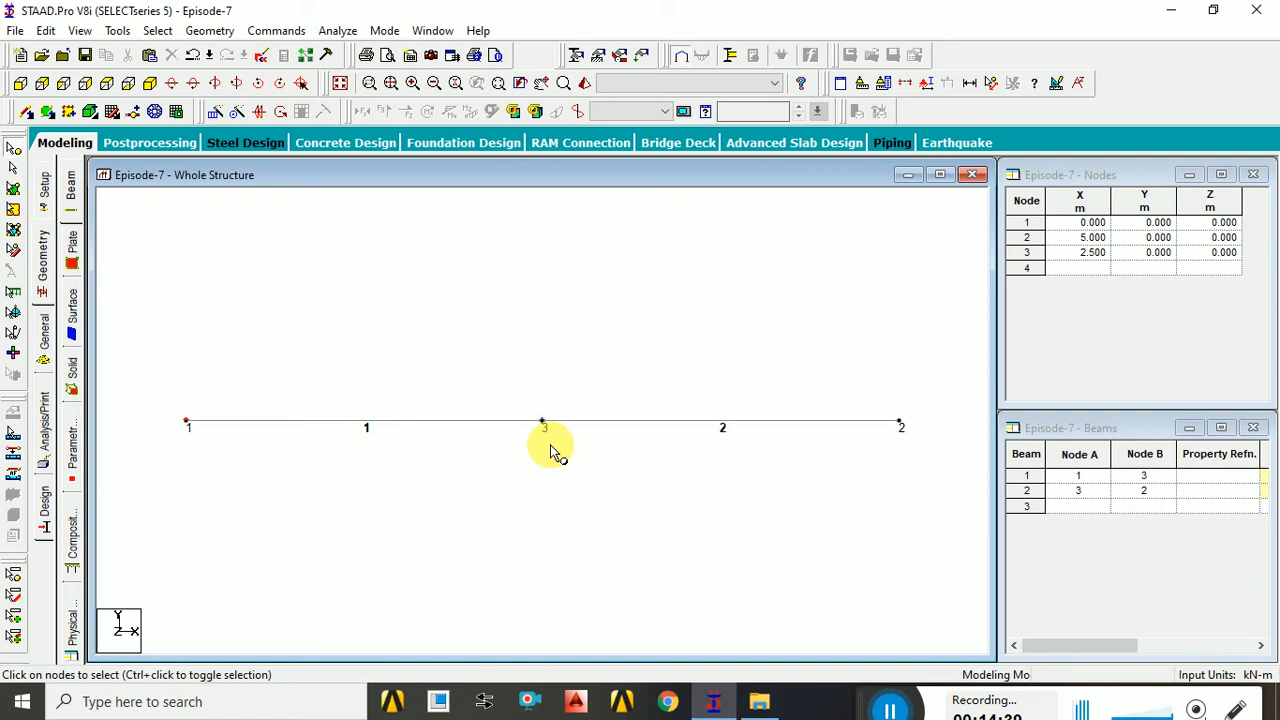 STAAD.Pro V8i (SELECTseries 5) - Episode-7
File Edit View Tools Select Geometry Commands Analyze Mode Window Help
Modeling Postprocessing Steel Design Concrete Design Foundation Design RAM Connection Bridge Deck Advanced Slab Design Piping Earthquake
Setup
Geometry
General
Analysis/Print
Design
Beam
Plate
Surface
Solid
Parametr...
Composit...
Physical ...
Episode-7 - Whole Structure
1 1 3 2 2
Y
Z X
Episode-7 - Nodes
Node X m Y m Z m
1 0.000 0.000 0.000
2 5.000 0.000 0.000
3 2.500 0.000 0.000
4
Episode-7 - Beams
Beam Node A Node B Property Refn.
1 1 3
2 3 2
3
Click on nodes to select (Ctrl+click to toggle selection)
Modeling Mo
Input Units: kN-m
Type here to search
Recording...
00:14:39